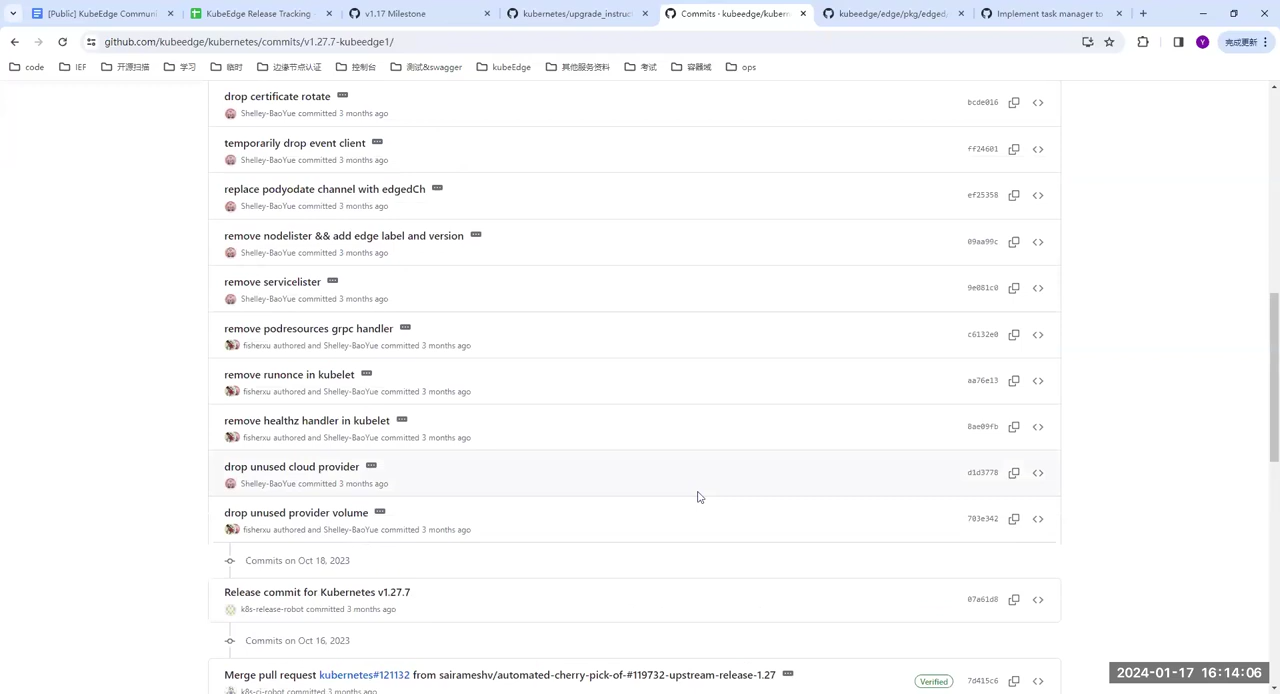 [Public] KubeEdge Communi
KubeEdge Release Tracking -
v1.17 Milestone
kubernetes/upgrade_instruct
Commits · kubeedge/kubern
kubeedge/edge/pkg/edged/
Implement task manager to
github.com/kubeedge/kubernetes/commits/v1.27.7-kubeedge1/
Y
完成更新
code
IEF
开源扫描
学习
临时
边缘节点认证
控制台
测试&swagger
kubedge
其他服务资料
考试
容器域
ops
drop certificate rotate
Shelley-BaoYue committed 3 months ago
bcde016
temporarily drop event client
Shelley-BaoYue committed 3 months ago
ff24601
replace podyodate channel with edgedCh
Shelley-BaoYue committed 3 months ago
ef25358
remove nodelister && add edge label and version
Shelley-BaoYue committed 3 months ago
09aa99c
remove servicelister
Shelley-BaoYue committed 3 months ago
9e081c0
remove podresources grpc handler
fisherxu authored and Shelley-BaoYue committed 3 months ago
c6132e0
remove runonce in kubelet
fisherxu authored and Shelley-BaoYue committed 3 months ago
aa76e13
remove healthz handler in kubelet
fisherxu authored and Shelley-BaoYue committed 3 months ago
8ae09fb
drop unused cloud provider
Shelley-BaoYue committed 3 months ago
d1d3778
drop unused provider volume
fisherxu authored and Shelley-BaoYue committed 3 months ago
703e342
Commits on Oct 18, 2023
Release commit for Kubernetes v1.27.7
k8s-release-robot committed 3 months ago
07a61d8
Commits on Oct 16, 2023
Merge pull request kubernetes#121132 from sairameshv/automated-cherry-pick-of-#119732-upstream-release-1.27
k8s-ci-robot committed 3 months ago
Verified
7d415c6
2024-01-17 16:14:06